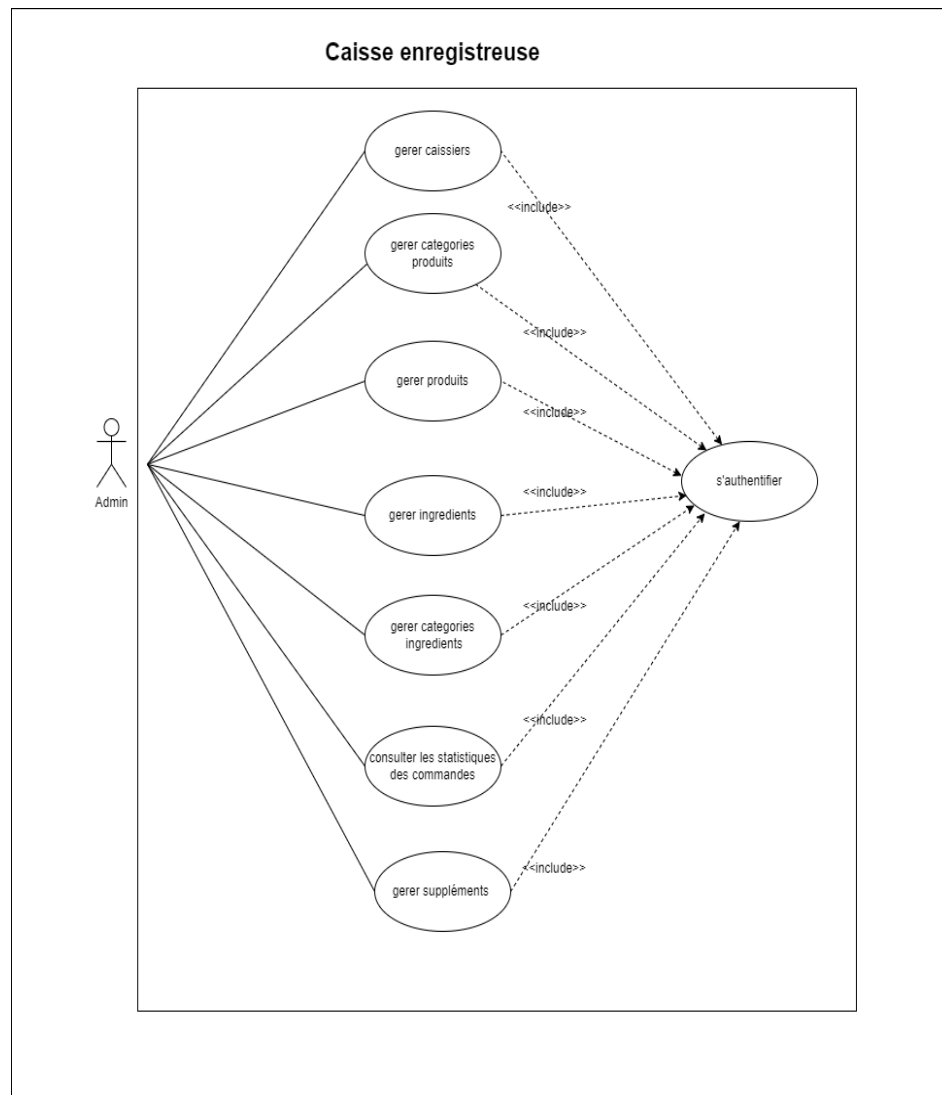 Caisse enregistreuse
gerer caissiers
<<include>>
gerer categories
produits
<<include>>
gerer produits
<<include>>
Admin
s'authentifier
<<include>>
gerer ingredients
<<include>>
gerer categories
ingredients
<<include>>
consulter les statistiques
des commandes
<<include>>
gerer suppléments